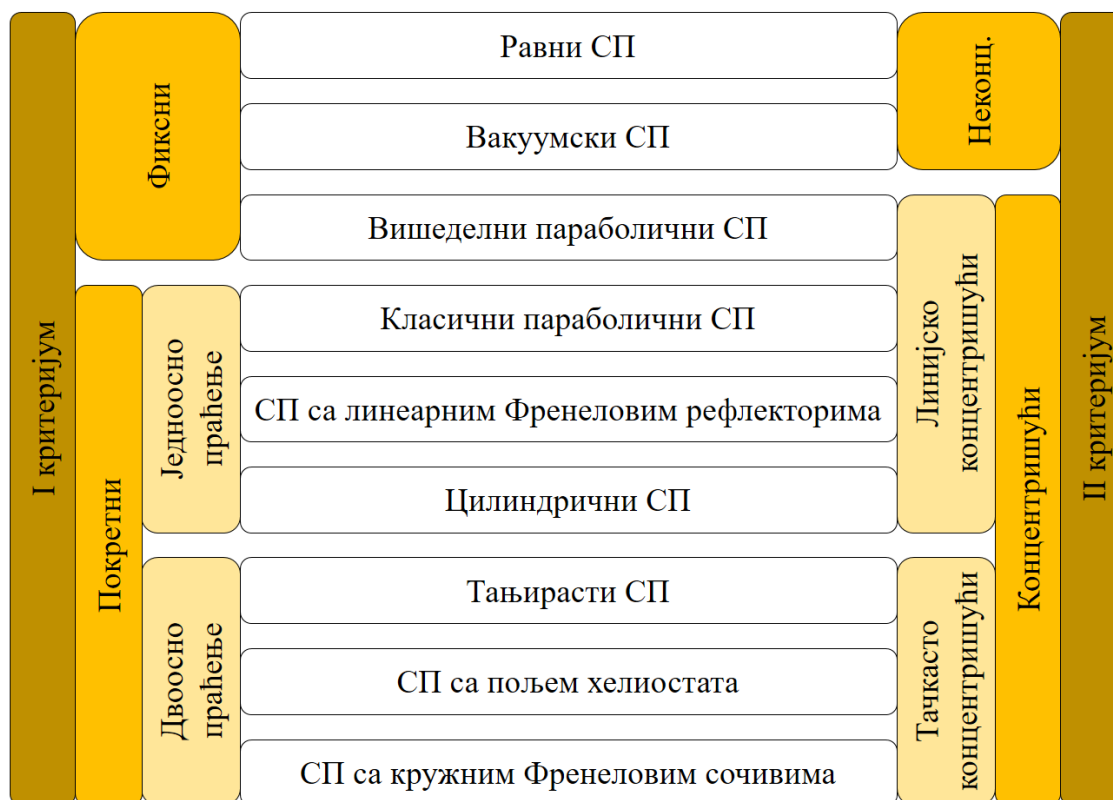 I критеријум
Фиксни
Покретни
Једноосно
праћење
Двоосно
праћење
Равни СП
Вакуумски СП
Вишеделни параболични СП
Класични параболични СП
СП са линеарним Френеловим рефлекторима
Цилиндрични СП
Тањирасти СП
СП са пољем хелиостата
СП са кружним Френеловим сочивима
Неконц.
Линијско
концентришући
Тачкасто
концентришући
Концентришући
II критеријум